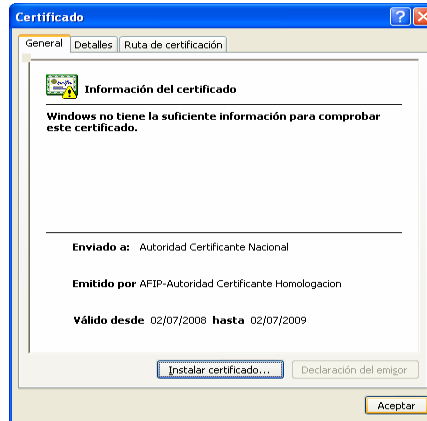 Certificado
General Detalles Ruta de certificación
Información del certificado
Windows no tiene la suficiente información para comprobar
este certificado.
Enviado a: Autoridad Certificante Nacional
Emitido por AFIP-Autoridad Certificante Homologacion
Válido desde 02/07/2008 hasta 02/07/2009
Instalar certificado... Declaración del emisor
Aceptar